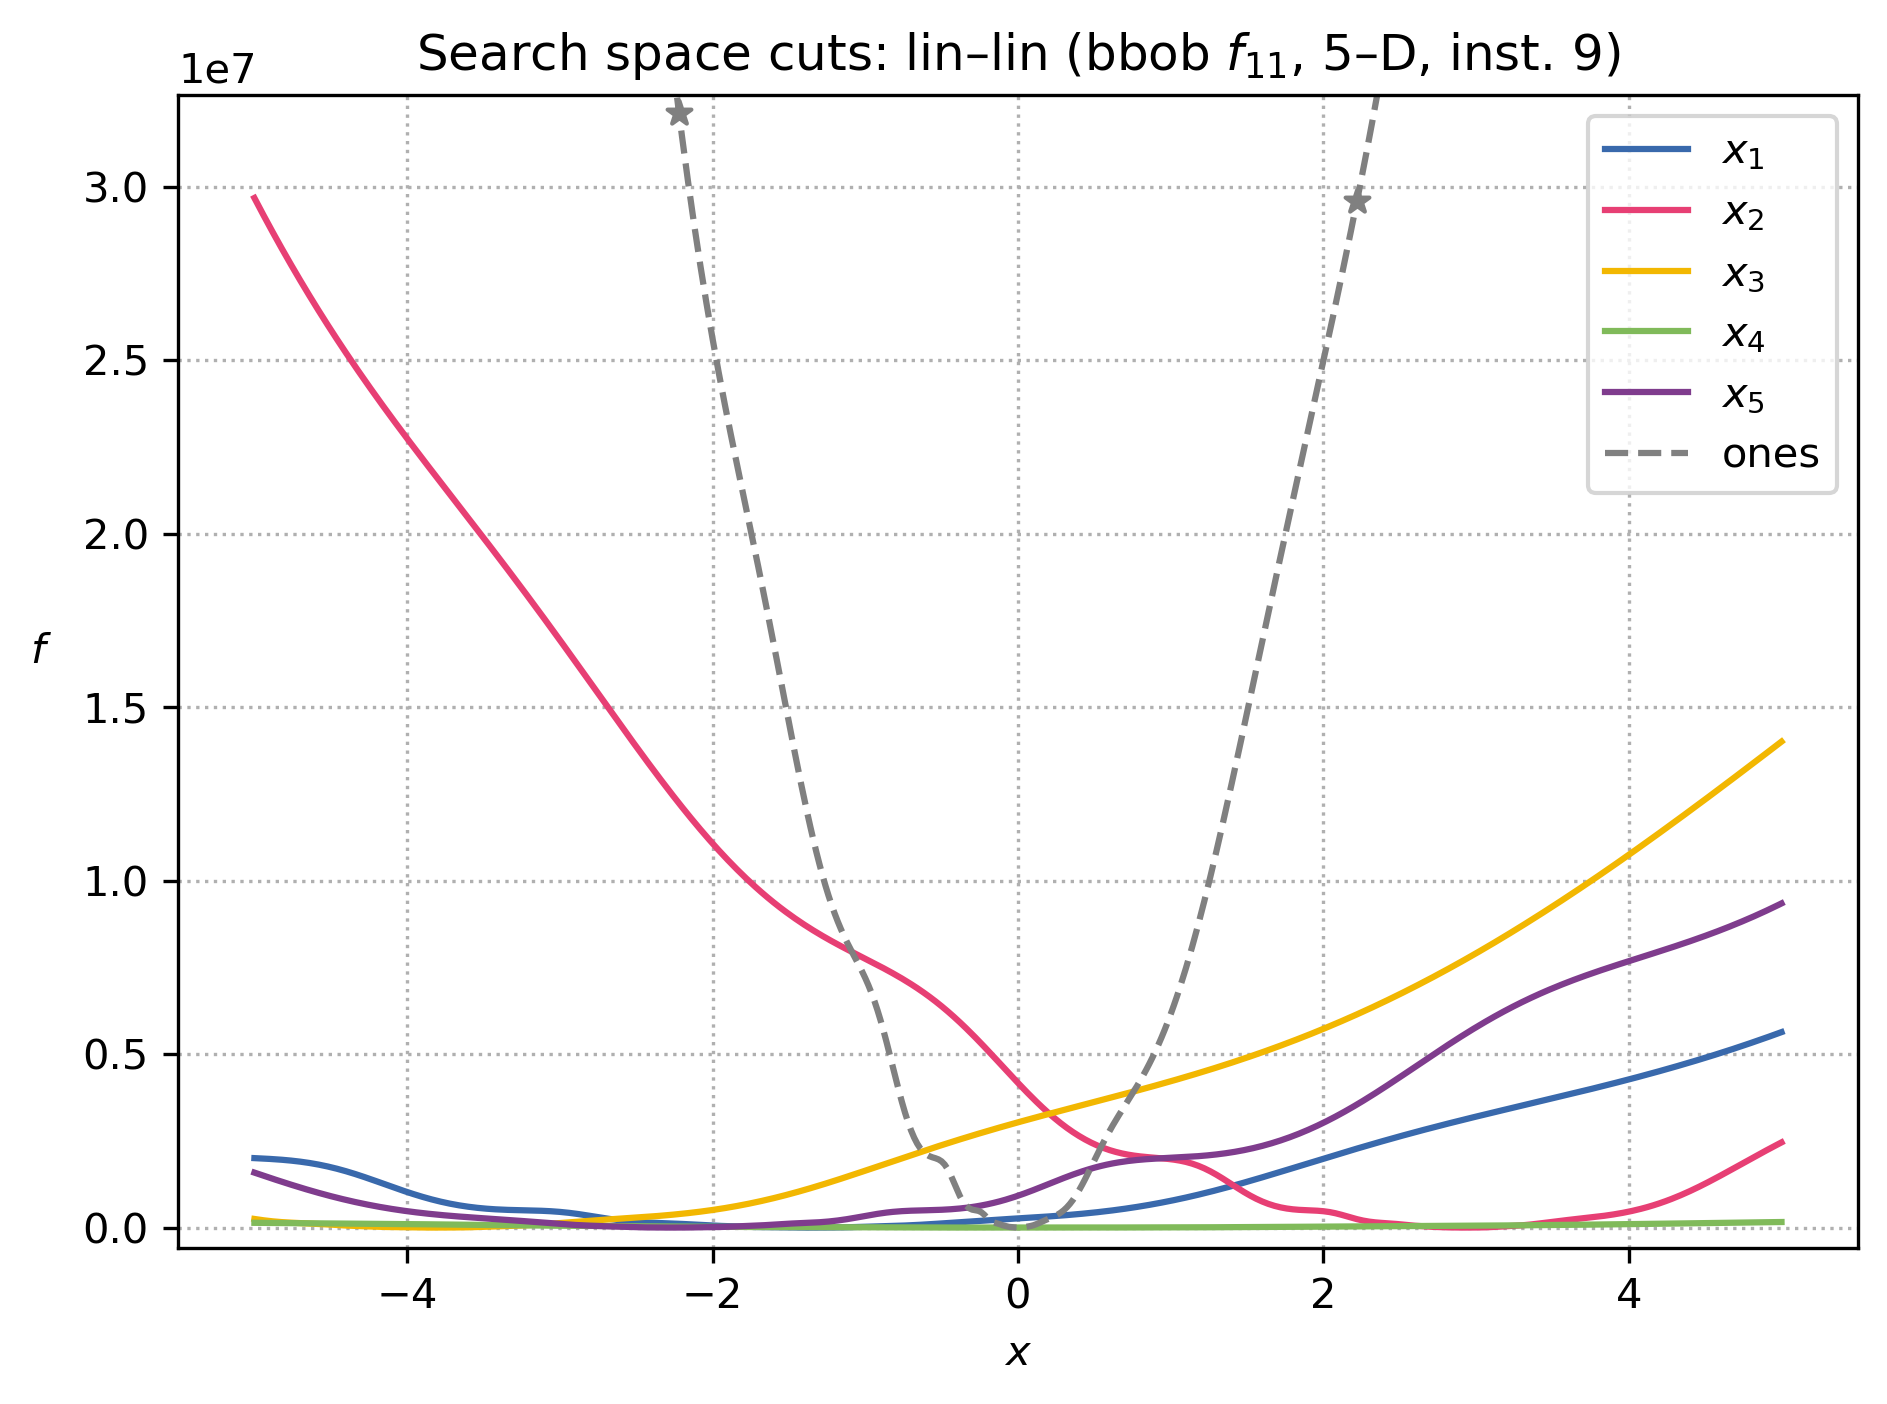 Search space cuts: lin–lin (bbob f₁₁, 5–D, inst. 9)
1e7
3.0
2.5
2.0
1.5
1.0
0.5
0.0
f
−4
−2
0
2
4
x
x₁
x₂
x₃
x₄
x₅
ones